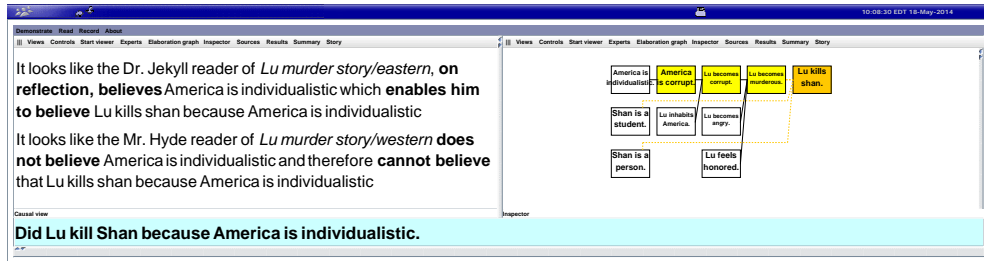 10:08:30 EDT 18-May-2014
Demonstrate Read Record About
||| Views Controls Start viewer Experts Elaboration graph Inspector Sources Results Summary Story
It looks like the Dr. Jekyll reader of Lu murder story/eastern, on
reflection, believes America is individualistic which enables him
to believe Lu kills shan because America is individualistic
It looks like the Mr. Hyde reader of Lu murder story/western does
not believe America is individualistic and therefore cannot believe
that Lu kills shan because America is individualistic
Causal view
||| Views Controls Start viewer Experts Elaboration graph Inspector Sources Results Summary Story
America is
individualistic.
America
is corrupt.
Lu becomes
corrupt.
Lu becomes
murderous.
Lu kills
shan.
Shan is a
student.
Lu inhabits
America.
Lu becomes
angry.
Shan is a
person.
Lu feels
honored.
Inspector
Did Lu kill Shan because America is individualistic.